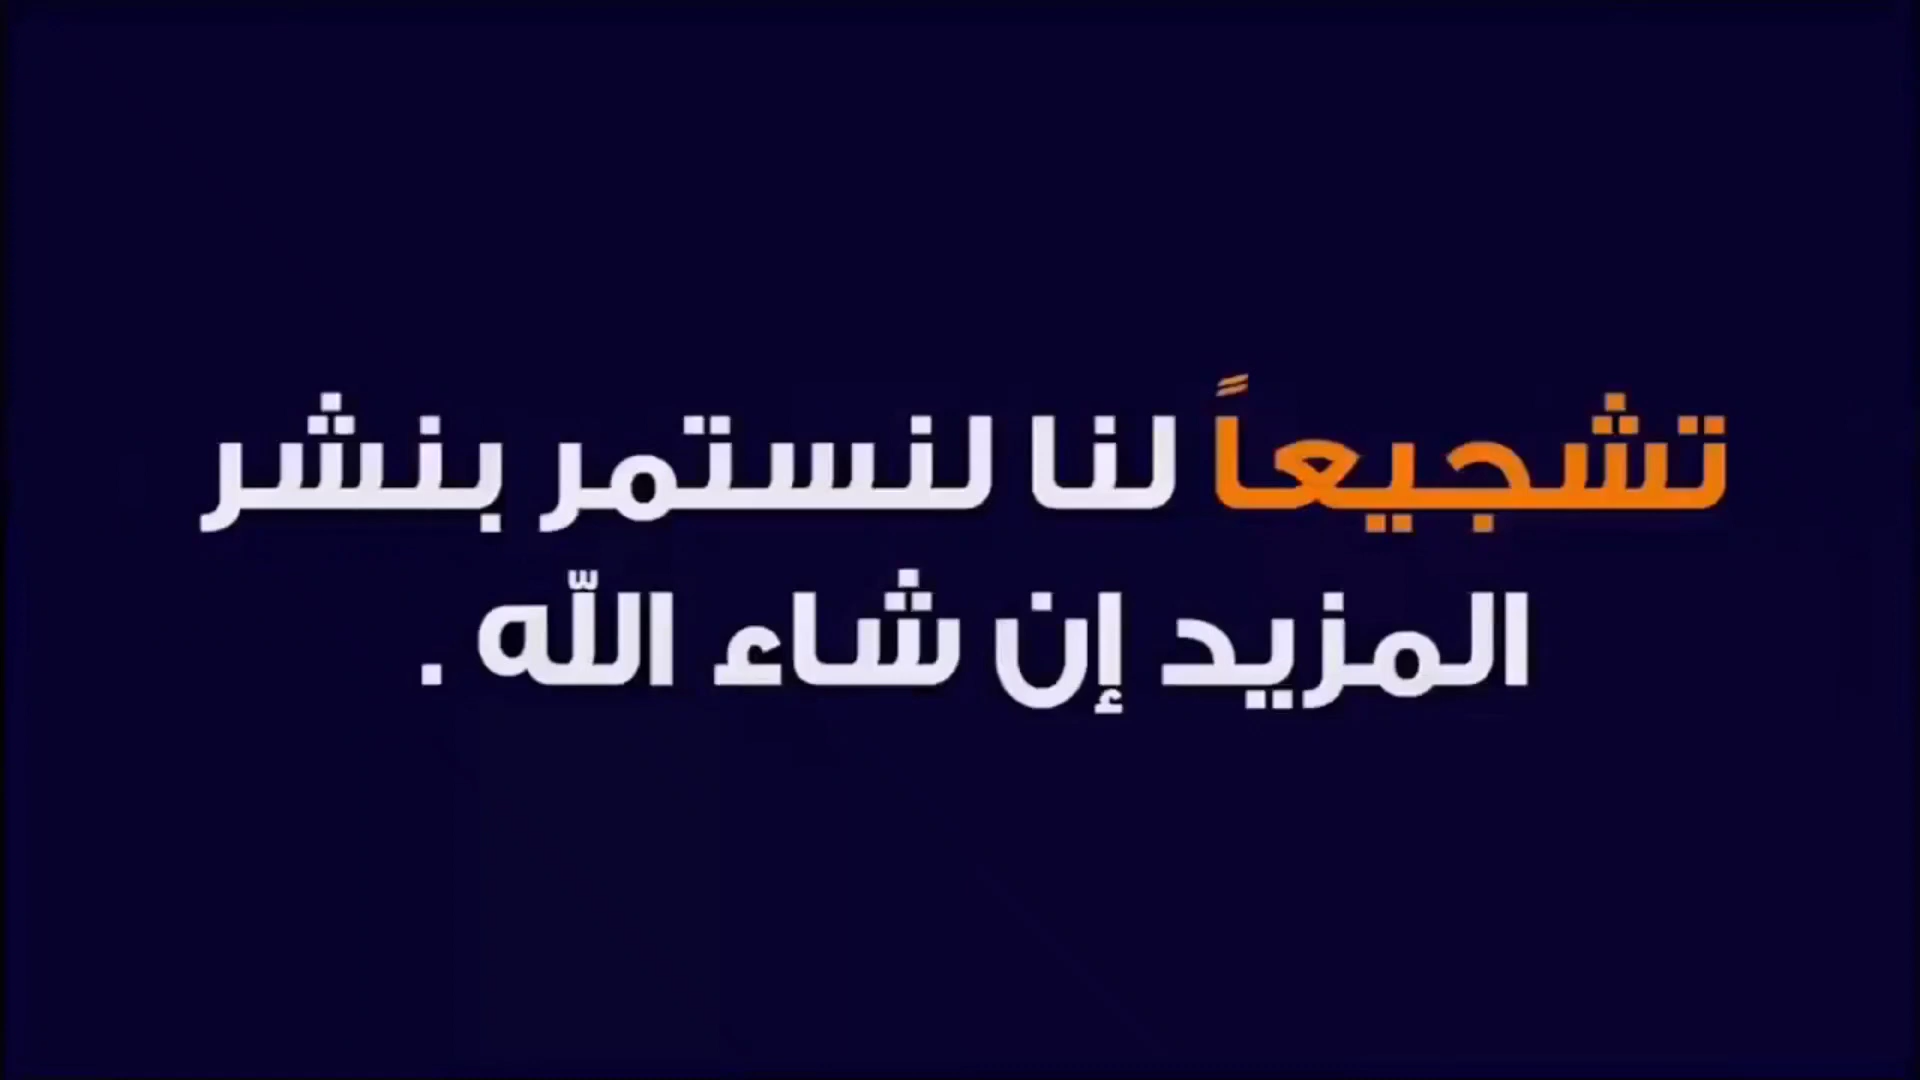 تشجيعاً لنا لنستمر بنشر
المزيد إن شاء اللّه .